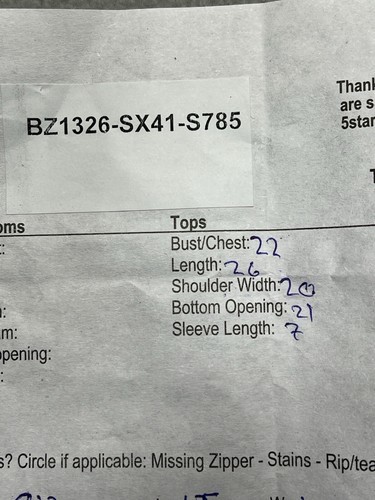 Thank
are s
5star
BZ1326-SX41-S785
oms
Tops
Bust/Chest: 22
Length: 26
Shoulder Width: 20
Bottom Opening: 21
m:
Sleeve Length: 7
pening:
s? Circle if applicable: Missing Zipper - Stains - Rip/tea